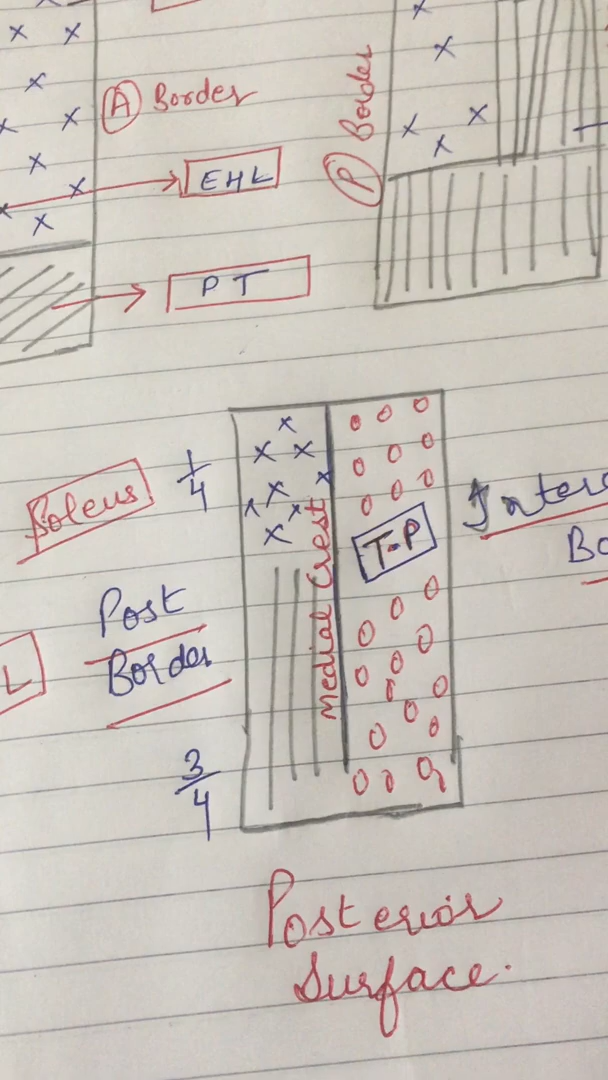 (A) Border
(P) Border
EHL
PT
Soleus
1/4
T-P
Medial Crest
Post
Border
L
3/4
Posterior
Surface.